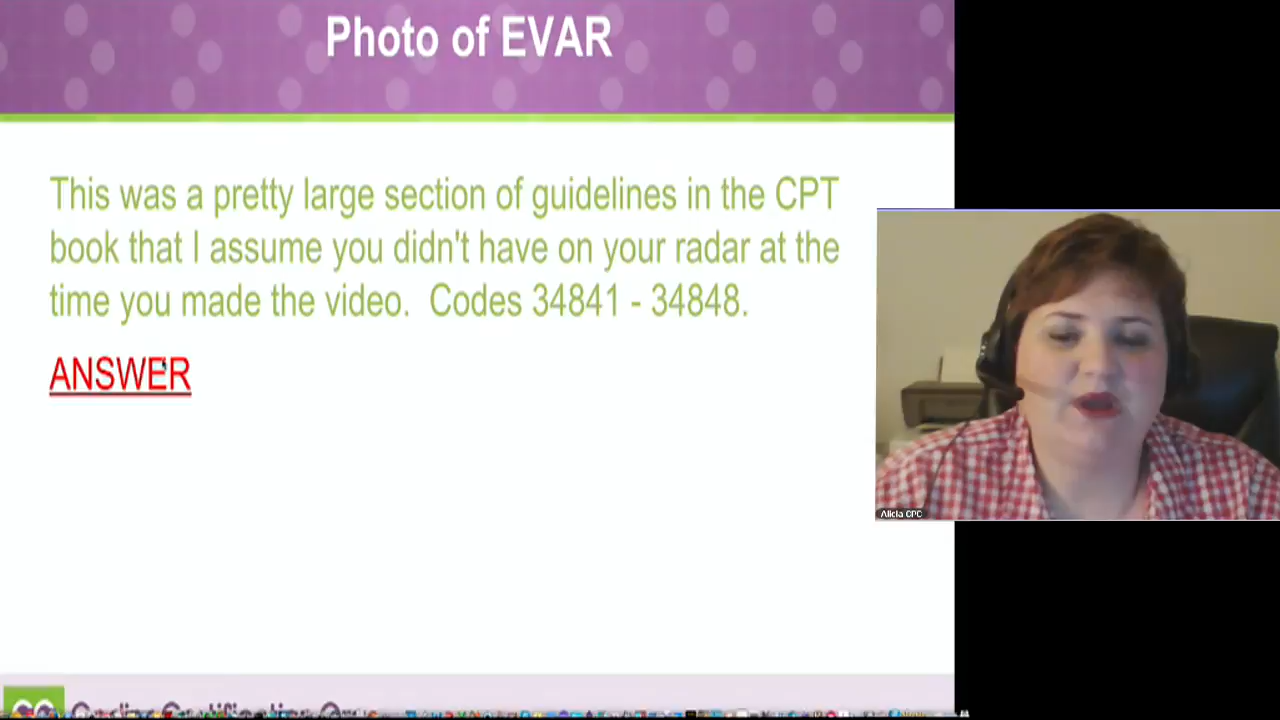 Photo of EVAR
This was a pretty large section of guidelines in the CPT
book that I assume you didn't have on your radar at the
time you made the video.  Codes 34841 - 34848.
ANSWER
Alicia CPC